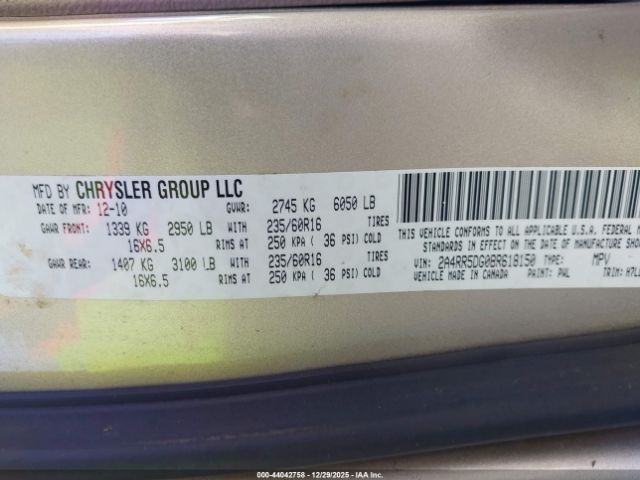 MFD BY CHRYSLER GROUP LLC
DATE OF MFR: 12-10 GVWR: 2745 KG 6050 LB
GAWR FRONT: 1339 KG 2950 LB WITH 235/60R16 TIRES
16X6.5 RIMS AT 250 KPA ( 36 PSI) COLD
GAWR REAR: 1407 KG 3100 LB WITH 235/60R16 TIRES
16X6.5 RIMS AT 250 KPA ( 36 PSI) COLD
THIS VEHICLE CONFORMS TO ALL APPLICABLE U.S.A. FEDERAL
STANDARDS IN EFFECT ON THE DATE OF MANUFACTURE
VIN: 2A4RR5DG0BR618150 TYPE: MPV
VEHICLE MADE IN CANADA PAINT: PWL TRIM:
00-44042758 - 12/29/2025 - IAA Inc.